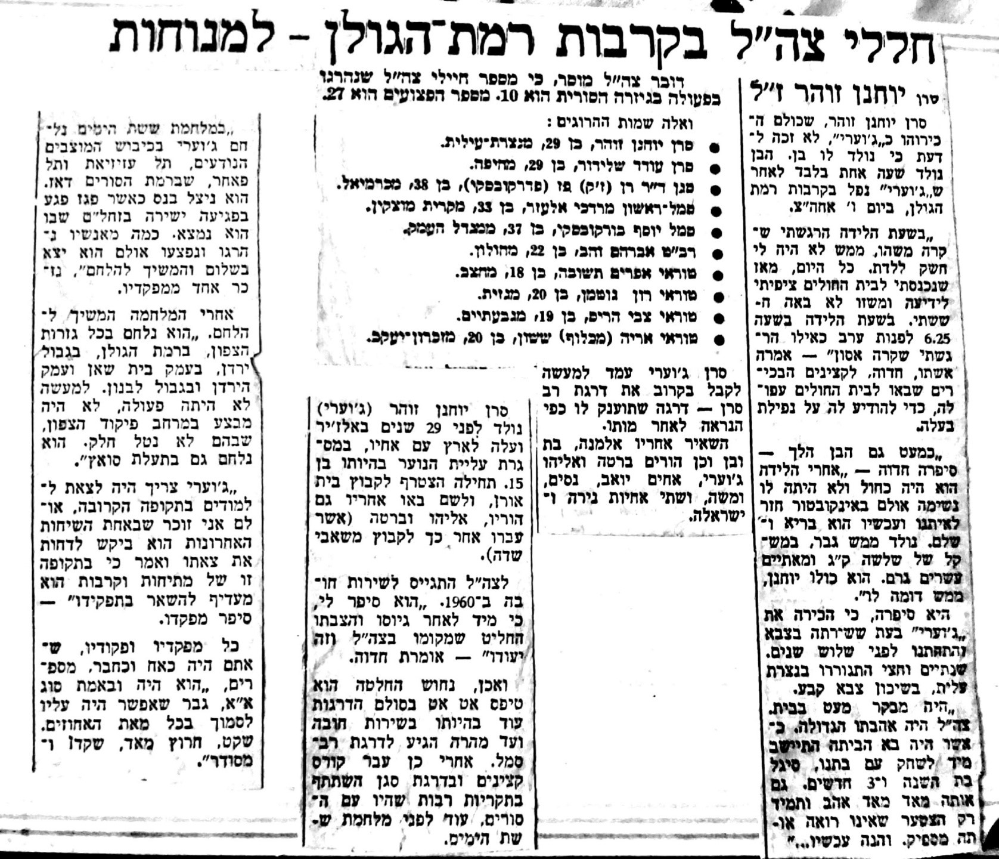 חללי צה״ל בקרבות רמת־הגולן – למנוחות
סרן יוחנן זוהר ז״ל
סרן יוחנן זוהר, שכולם ה־
כירוהו כ„ג׳וערי״, לא זכה ל־
דעת כי נולד לו בן. הבן
נולד שעה אחת בלבד לאחר
ש„ג׳וערי״ נפל בקרבות רמת
הגולן, ביום ו׳ אחה״צ.
„בשעת הלידה הרגשתי ש־
קרה משהו, ממש לא היה לי
חשק ללדת. כל היום, מאז
שנכנסתי לבית החולים ציפיתי
לידיעה ומשזו לא באה ח־
ששתי. בשעת הלידה בשעה
6.25 לפנות ערב כאילו הר־
גשתי שקרה אסון״ — אמרה
אשתו, חדוה, לקצינים הבכי־
רים שבאו לבית החולים עפו־
לה, כדי להודיע לה על נפילת
בעלה.
„כמעט גם הבן הלך —
סיפרה חדוה — „אחרי הלידה
הוא היה כחול ולא היתה לו
נשימה אולם באינקובטור חזר
לאיתנו ועכשיו הוא בריא ו־
שלם. נולד ממש גבר, במש־
קל של שלשה ק״ג ומאתיים
עשרים גרם. הוא כולו יוחנן,
ממש דומה לו״.
היא סיפרה, כי הכירה את
„ג׳וערי״ בעת ששירתה בצבא
והתחתנו לפני שלוש שנים.
שנתיים וחצי התגוררו בנצרת
עלית, בשיכון צבא קבע.
„היה מבקר מעט בבית.
צה״ל היה אהבתו הגדולה. כ־
אשר היה בא הביתה התיישב
מיד לשחק עם בתנו, סיגל
בת השנה ו־3 חדשים. גם
אותה מאד מאד אהב ותמיד
רק הצטער שאינו רואה או־
תה מספיק. והנה עכשיו...״
דובר צה״ל מוסר, כי מספר חיילי צה״ל שנהרגו
בפעולה בגיזרה הסורית הוא 10. מספר הפצועים הוא 27.
ואלה שמות ההרוגים :
● סרן יוחנן זוהר, בן 29, מנצרת־עילית.
● סרן עודד שלידור, בן 29, מחיפה.
● סגן ד״ר רן (ז׳ק) פז (פדרקובסקי), בן 38, מכרמיאל.
● סמל־ראשון מרדכי אלעזר, בן 33, מקרית מוצקין.
● סמל יוסף בורקובסקי, בן 37, ממגדל העמק.
● רב״ט אברהם זהב, בן 22, מחולון.
● טוראי אפרים תשובה, בן 18, מחצב.
● טוראי רון גוטמן, בן 20, מגזית.
● טוראי צבי הריס, בן 19, מגבעתיים.
● טוראי אריה (מכלוף) ששון, בן 20, מזכרון־יעקב.
סרן ג׳וערי עמד למעשה
לקבל בקרוב את דרגת רב
סרן — דרגה שתוענק לו כפי
הנראה לאחר מותו.
השאיר אחריו אלמנה, בת
ובן וכן הורים ברטה ואליהו
ג׳וערי, אחים יואב, נסים,
ומשה, ושתי אחיות נירה ו־
ישראלה.
סרן יוחנן זוהר (ג׳וערי)
נולד לפני 29 שנים באלז׳יר
ועלה לארץ עם אחיו, במס־
גרת עליית הנוער בהיותו בן
15. תחילה הצטרף לקבוץ בית
אורן, ולשם באו אחריו גם
הוריו, אליהו וברטה (אשר
עברו אחר כך לקבוץ משאבי
שדה).
לצה״ל התגייס לשירות חו־
בה ב־1960. „הוא סיפר לי,
כי מיד לאחר גיוסו והצבתו
החליט שמקומו בצה״ל וזה
יעודו״ — אומרת חדוה.
ואכן, נחוש החלטה הוא
טיפס אט אט בסולם הדרגות
עוד בהיותו בשירות חובה
ועד מהרה הגיע לדרגת רב־
סמל. אחרי כן עבר קורס
קצינים ובדרגת סגן השתתף
בתקריות רבות שהיו עם ה־
סורים, עוד לפני מלחמת ש־
שת הימים.
„במלחמת ששת הימים נל־
חם ג׳וערי בכיבוש המוצבים
הנודעים, תל עזיזיאת ותל
פאחר, שברמת הסורים דאז.
הוא ניצל בנס כאשר פגז פגע
בפגיעה ישירה בזחל״ם שבו
הוא נמצא. כמה מאנשיו נ־
הרגו ונפצעו אולם הוא יצא
בשלום והמשיך להלחם״, נז־
כר אחד ממפקדיו.
אחרי המלחמה המשיך ל־
הלחם. „הוא נלחם בכל גזרות
הצפון, ברמת הגולן, בגבול
ירדן, בעמק בית שאן ועמק
הירדן ובגבול לבנון. למעשה
לא היתה פעולה, לא היה
מבצע במרחב פיקוד הצפון,
שבהם לא נטל חלק. הוא
נלחם גם בתעלת סואץ״.
„ג׳וערי צריך היה לצאת ל־
למודים בתקופה הקרובה, או־
לם אני זוכר שבאחת השיחות
האחרונות הוא ביקש לדחות
את צאתו ואמר כי בתקופה
זו של מתיחות וקרבות הוא
מעדיף להשאר בתפקידו״ —
סיפר מפקדו.
כל מפקדיו ופקודיו, ש־
אתם היה כאח וכחבר, מספ־
רים, „הוא היה ובאמת סוג
א״א, גבר שאפשר היה עליו
לסמוך בכל מאת האחוזים.
שקט, חרוץ מאד, שקדן ו־
מסודר״.